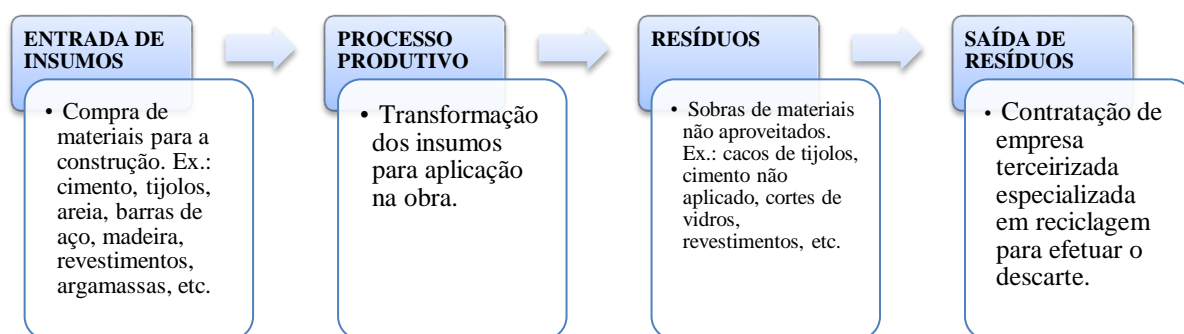 ENTRADA DE
INSUMOS
• Compra de
materiais para a
construção. Ex.:
cimento, tijolos,
areia, barras de
aço, madeira,
revestimentos,
argamassas, etc.
PROCESSO
PRODUTIVO
• Transformação
dos insumos
para aplicação
na obra.
RESÍDUOS
• Sobras de materiais
não aproveitados.
Ex.: cacos de tijolos,
cimento não
aplicado, cortes de
vidros,
revestimentos, etc.
SAÍDA DE
RESÍDUOS
• Contratação de
empresa
terceirizada
especializada
em reciclagem
para efetuar o
descarte.